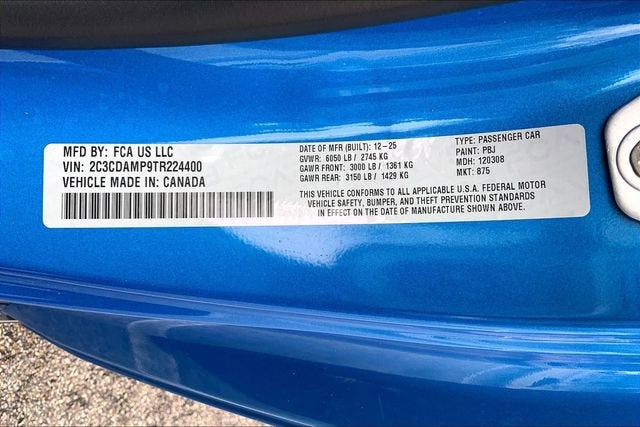 MFD BY: FCA US LLC
VIN: 2C3CDAMP9TR224400
VEHICLE MADE IN: CANADA
DATE OF MFR (BUILT): 12-25
GVWR: 6050 LB / 2745 KG
GAWR FRONT: 3000 LB / 1361 KG
GAWR REAR: 3150 LB / 1429 KG
TYPE: PASSENGER CAR
PAINT: PBJ
MDH: 120308
MKT: 875
THIS VEHICLE CONFORMS TO ALL APPLICABLE U.S.A. FEDERAL MOTOR
VEHICLE SAFETY, BUMPER, AND THEFT PREVENTION STANDARDS
IN EFFECT ON THE DATE OF MANUFACTURE SHOWN ABOVE.